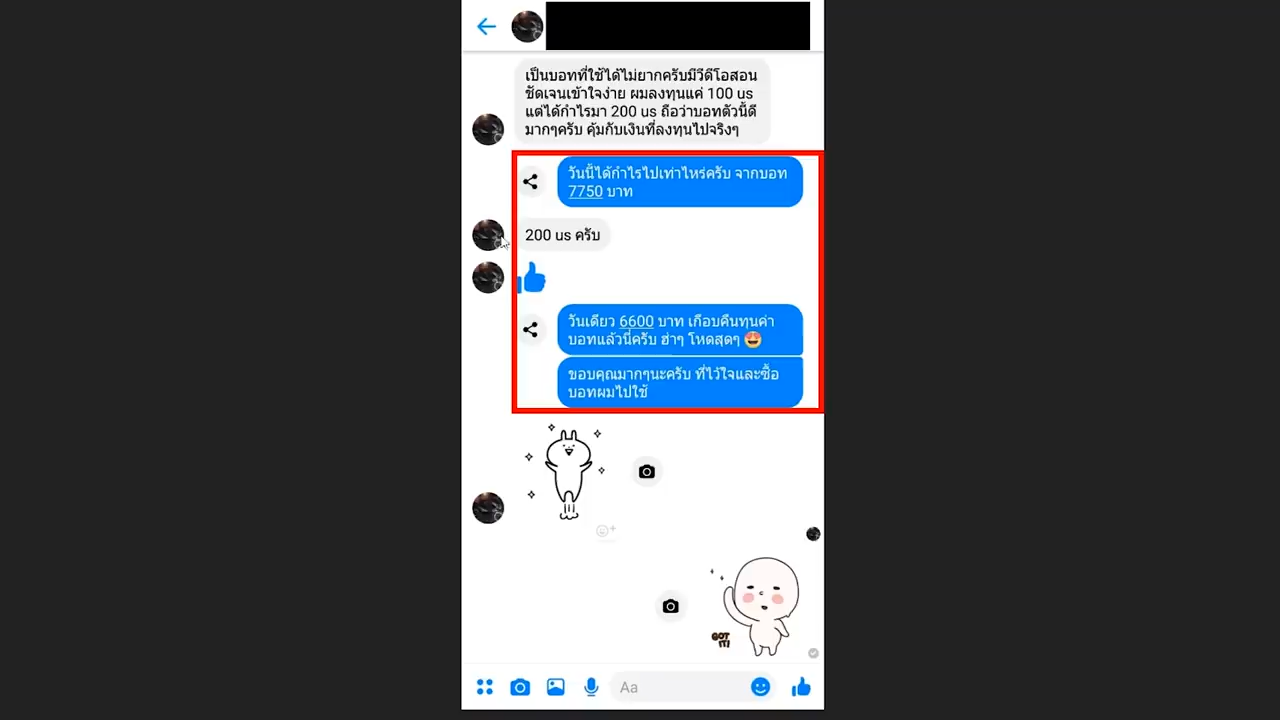 เป็นบอทที่ใช้ได้ไม่ยากครับมีวีดีโอสอน
ชัดเจนเข้าใจง่าย ผมลงทุนแค่ 100 us
แต่ได้กำไรมา 200 us ถือว่าบอทตัวนี้ดี
มากๆครับ คุ้มกับเงินที่ลงทุนไปจริงๆ
วันนี้ได้กำไรไปเท่าไหร่ครับ จากบอท
7750 บาท
200 us ครับ
วันเดียว 6600 บาท เกือบคืนทุนค่า
บอทแล้วนี่ครับ ฮ่าๆ โหดสุดๆ 🤩
ขอบคุณมากๆนะครับ ที่ไว้ใจและซื้อ
บอทผมไปใช้
GOT
IT!
Aa